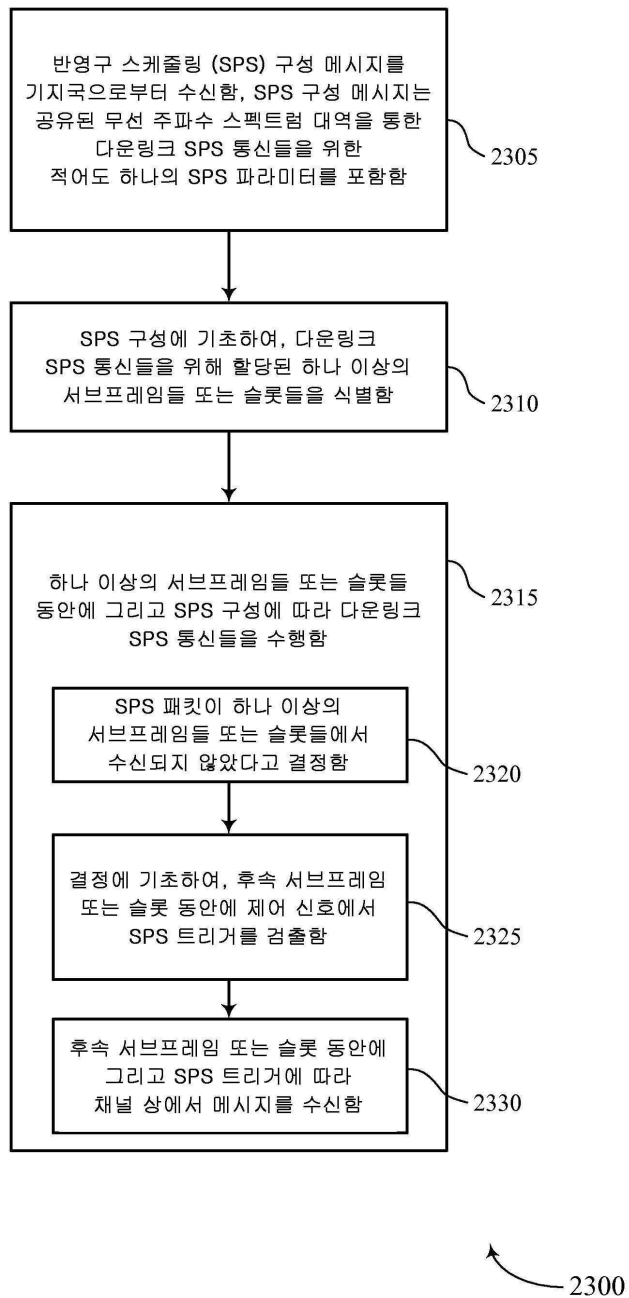 반영구 스케줄링 (SPS) 구성 메시지를
기지국으로부터 수신함, SPS 구성 메시지는
공유된 무선 주파수 스펙트럼 대역을 통한
다운링크 SPS 통신들을 위한
적어도 하나의 SPS 파라미터를 포함함
2305
SPS 구성에 기초하여, 다운링크
SPS 통신들을 위해 할당된 하나 이상의
서브프레임들 또는 슬롯들을 식별함
2310
하나 이상의 서브프레임들 또는 슬롯들
동안에 그리고 SPS 구성에 따라 다운링크
SPS 통신들을 수행함
2315
SPS 패킷이 하나 이상의
서브프레임들 또는 슬롯들에서
수신되지 않았다고 결정함
2320
결정에 기초하여, 후속 서브프레임
또는 슬롯 동안에 제어 신호에서
SPS 트리거를 검출함
2325
후속 서브프레임 또는 슬롯 동안에
그리고 SPS 트리거에 따라
채널 상에서 메시지를 수신함
2330
2300